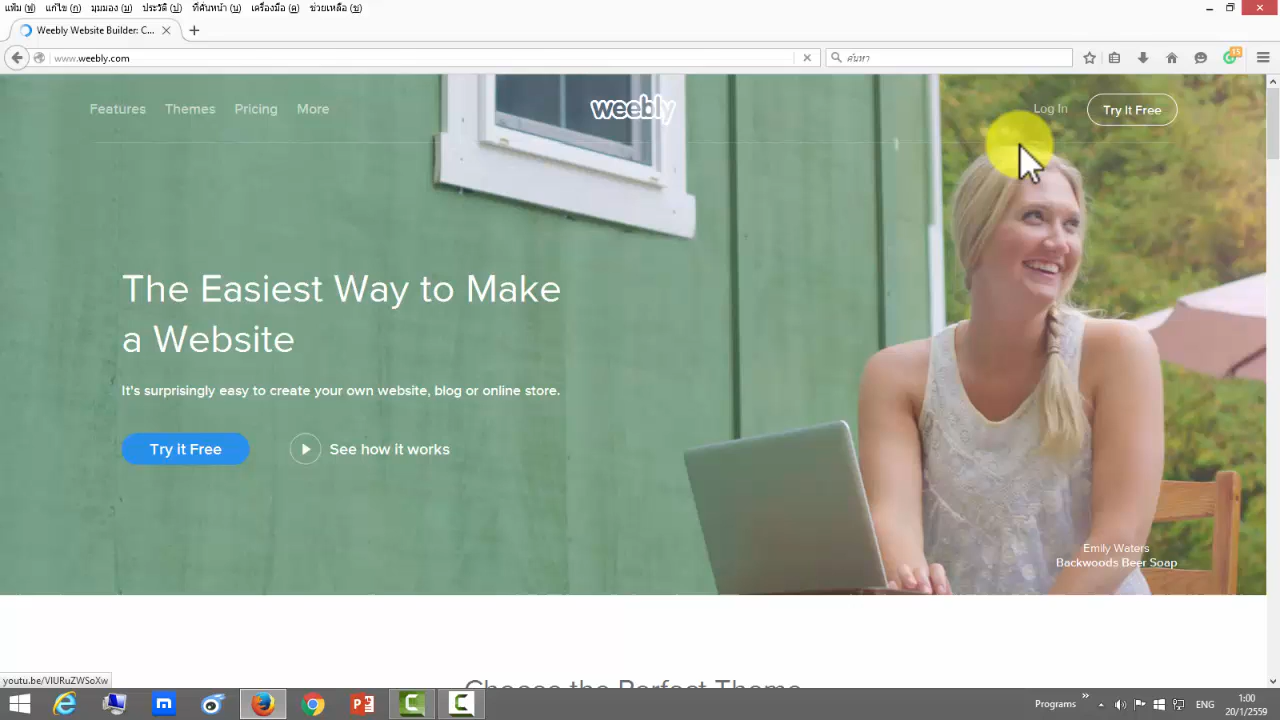 แฟ้ม (ฟ) แก้ไข (ก) มุมมอง (ม) ประวัติ (ป) ที่คั่นหน้า (บ) เครื่องมือ (ค) ช่วยเหลือ (ช)
Weebly Website Builder: C...
www.weebly.com
ค้นหา
15
Features Themes Pricing More
weebly
Log In
Try It Free
The Easiest Way to Make
a Website
It's surprisingly easy to create your own website, blog or online store.
Try it Free
See how it works
Emily Waters
Backwoods Beer Soap
Choose the Perfect Theme
youtu.be/VIURuZWSoXw
Programs
ENG
1:00
20/1/2559